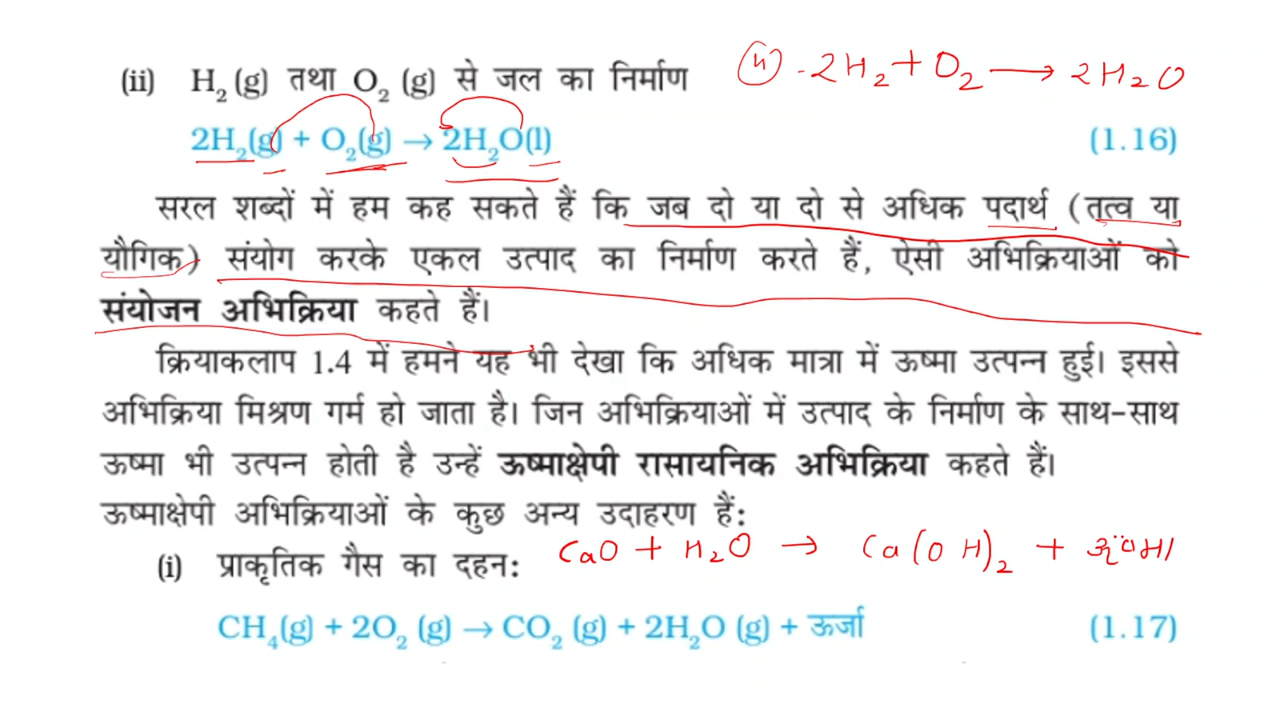 (ii) H₂(g) तथा O₂ (g) से जल का निर्माण
(ii) 2H₂ + O₂ → 2H₂O
2H₂(g) + O₂(g) → 2H₂O(l) (1.16)
सरल शब्दों में हम कह सकते हैं कि जब दो या दो से अधिक पदार्थ (तत्व या
यौगिक) संयोग करके एकल उत्पाद का निर्माण करते हैं, ऐसी अभिक्रियाओं को
संयोजन अभिक्रिया कहते हैं।
क्रियाकलाप 1.4 में हमने यह भी देखा कि अधिक मात्रा में ऊष्मा उत्पन्न हुई। इससे
अभिक्रिया मिश्रण गर्म हो जाता है। जिन अभिक्रियाओं में उत्पाद के निर्माण के साथ-साथ
ऊष्मा भी उत्पन्न होती है उन्हें ऊष्माक्षेपी रासायनिक अभिक्रिया कहते हैं।
ऊष्माक्षेपी अभिक्रियाओं के कुछ अन्य उदाहरण हैं:
CaO + H₂O → Ca(OH)₂ + ऊष्मा
(i) प्राकृतिक गैस का दहन:
CH₄(g) + 2O₂ (g) → CO₂ (g) + 2H₂O (g) + ऊर्जा (1.17)